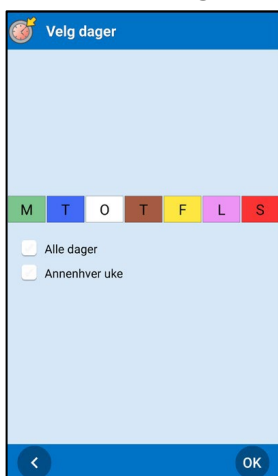 Velg dager
M T O T F L S
Alle dager
Annenhver uke
OK